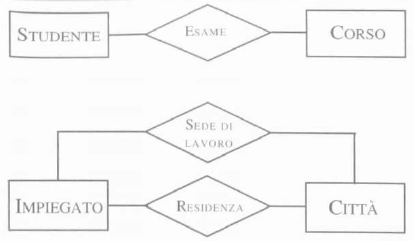 STUDENTE ESAME CORSO
SEDE DI
LAVORO
IMPIEGATO RESIDENZA CITTÀ